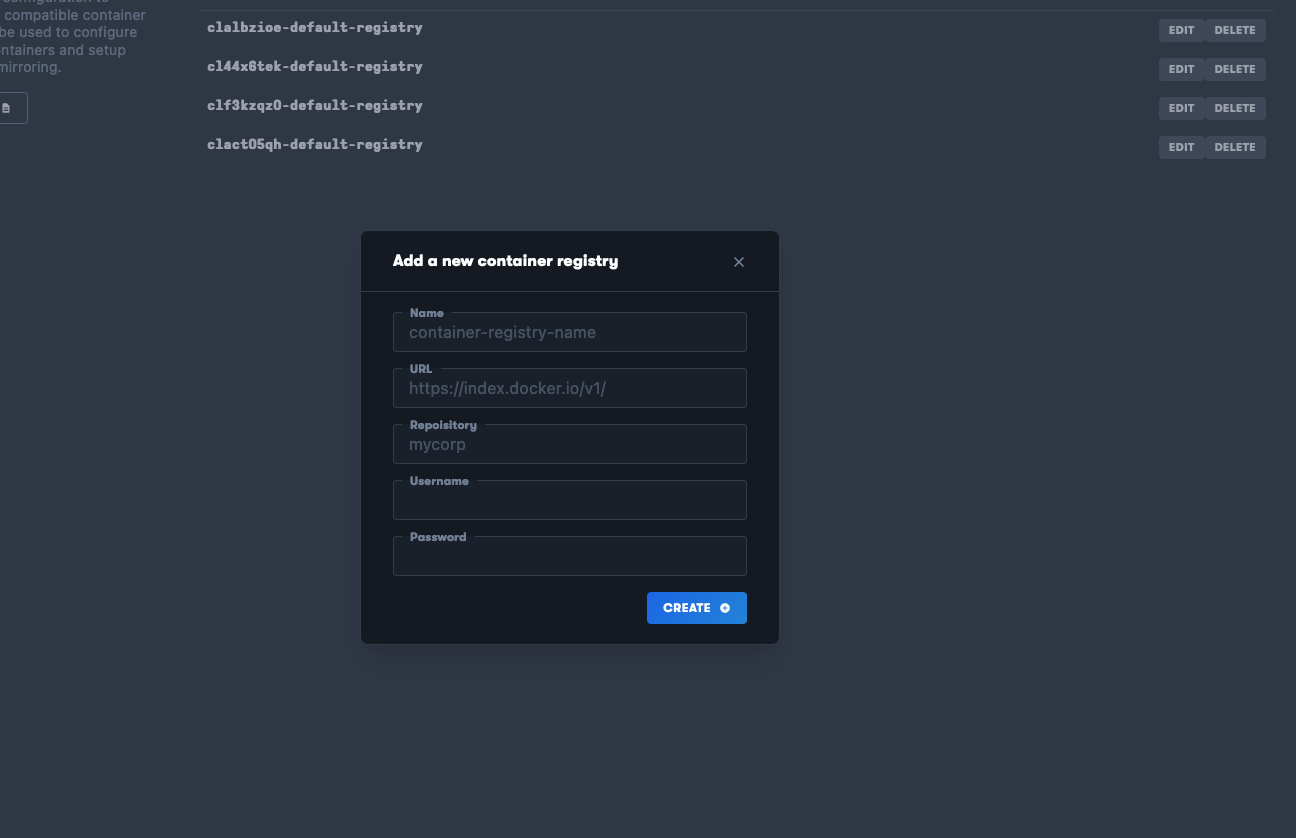 configuration to
compatible container
be used to configure
ntainers and setup
mirroring.
clalbzioe-default-registry EDIT DELETE
cl44x6tek-default-registry EDIT DELETE
clf3kzqz0-default-registry EDIT DELETE
clact05qh-default-registry EDIT DELETE
Add a new container registry
Name
container-registry-name
URL
https://index.docker.io/v1/
Repoisitory
mycorp
Username
Password
CREATE